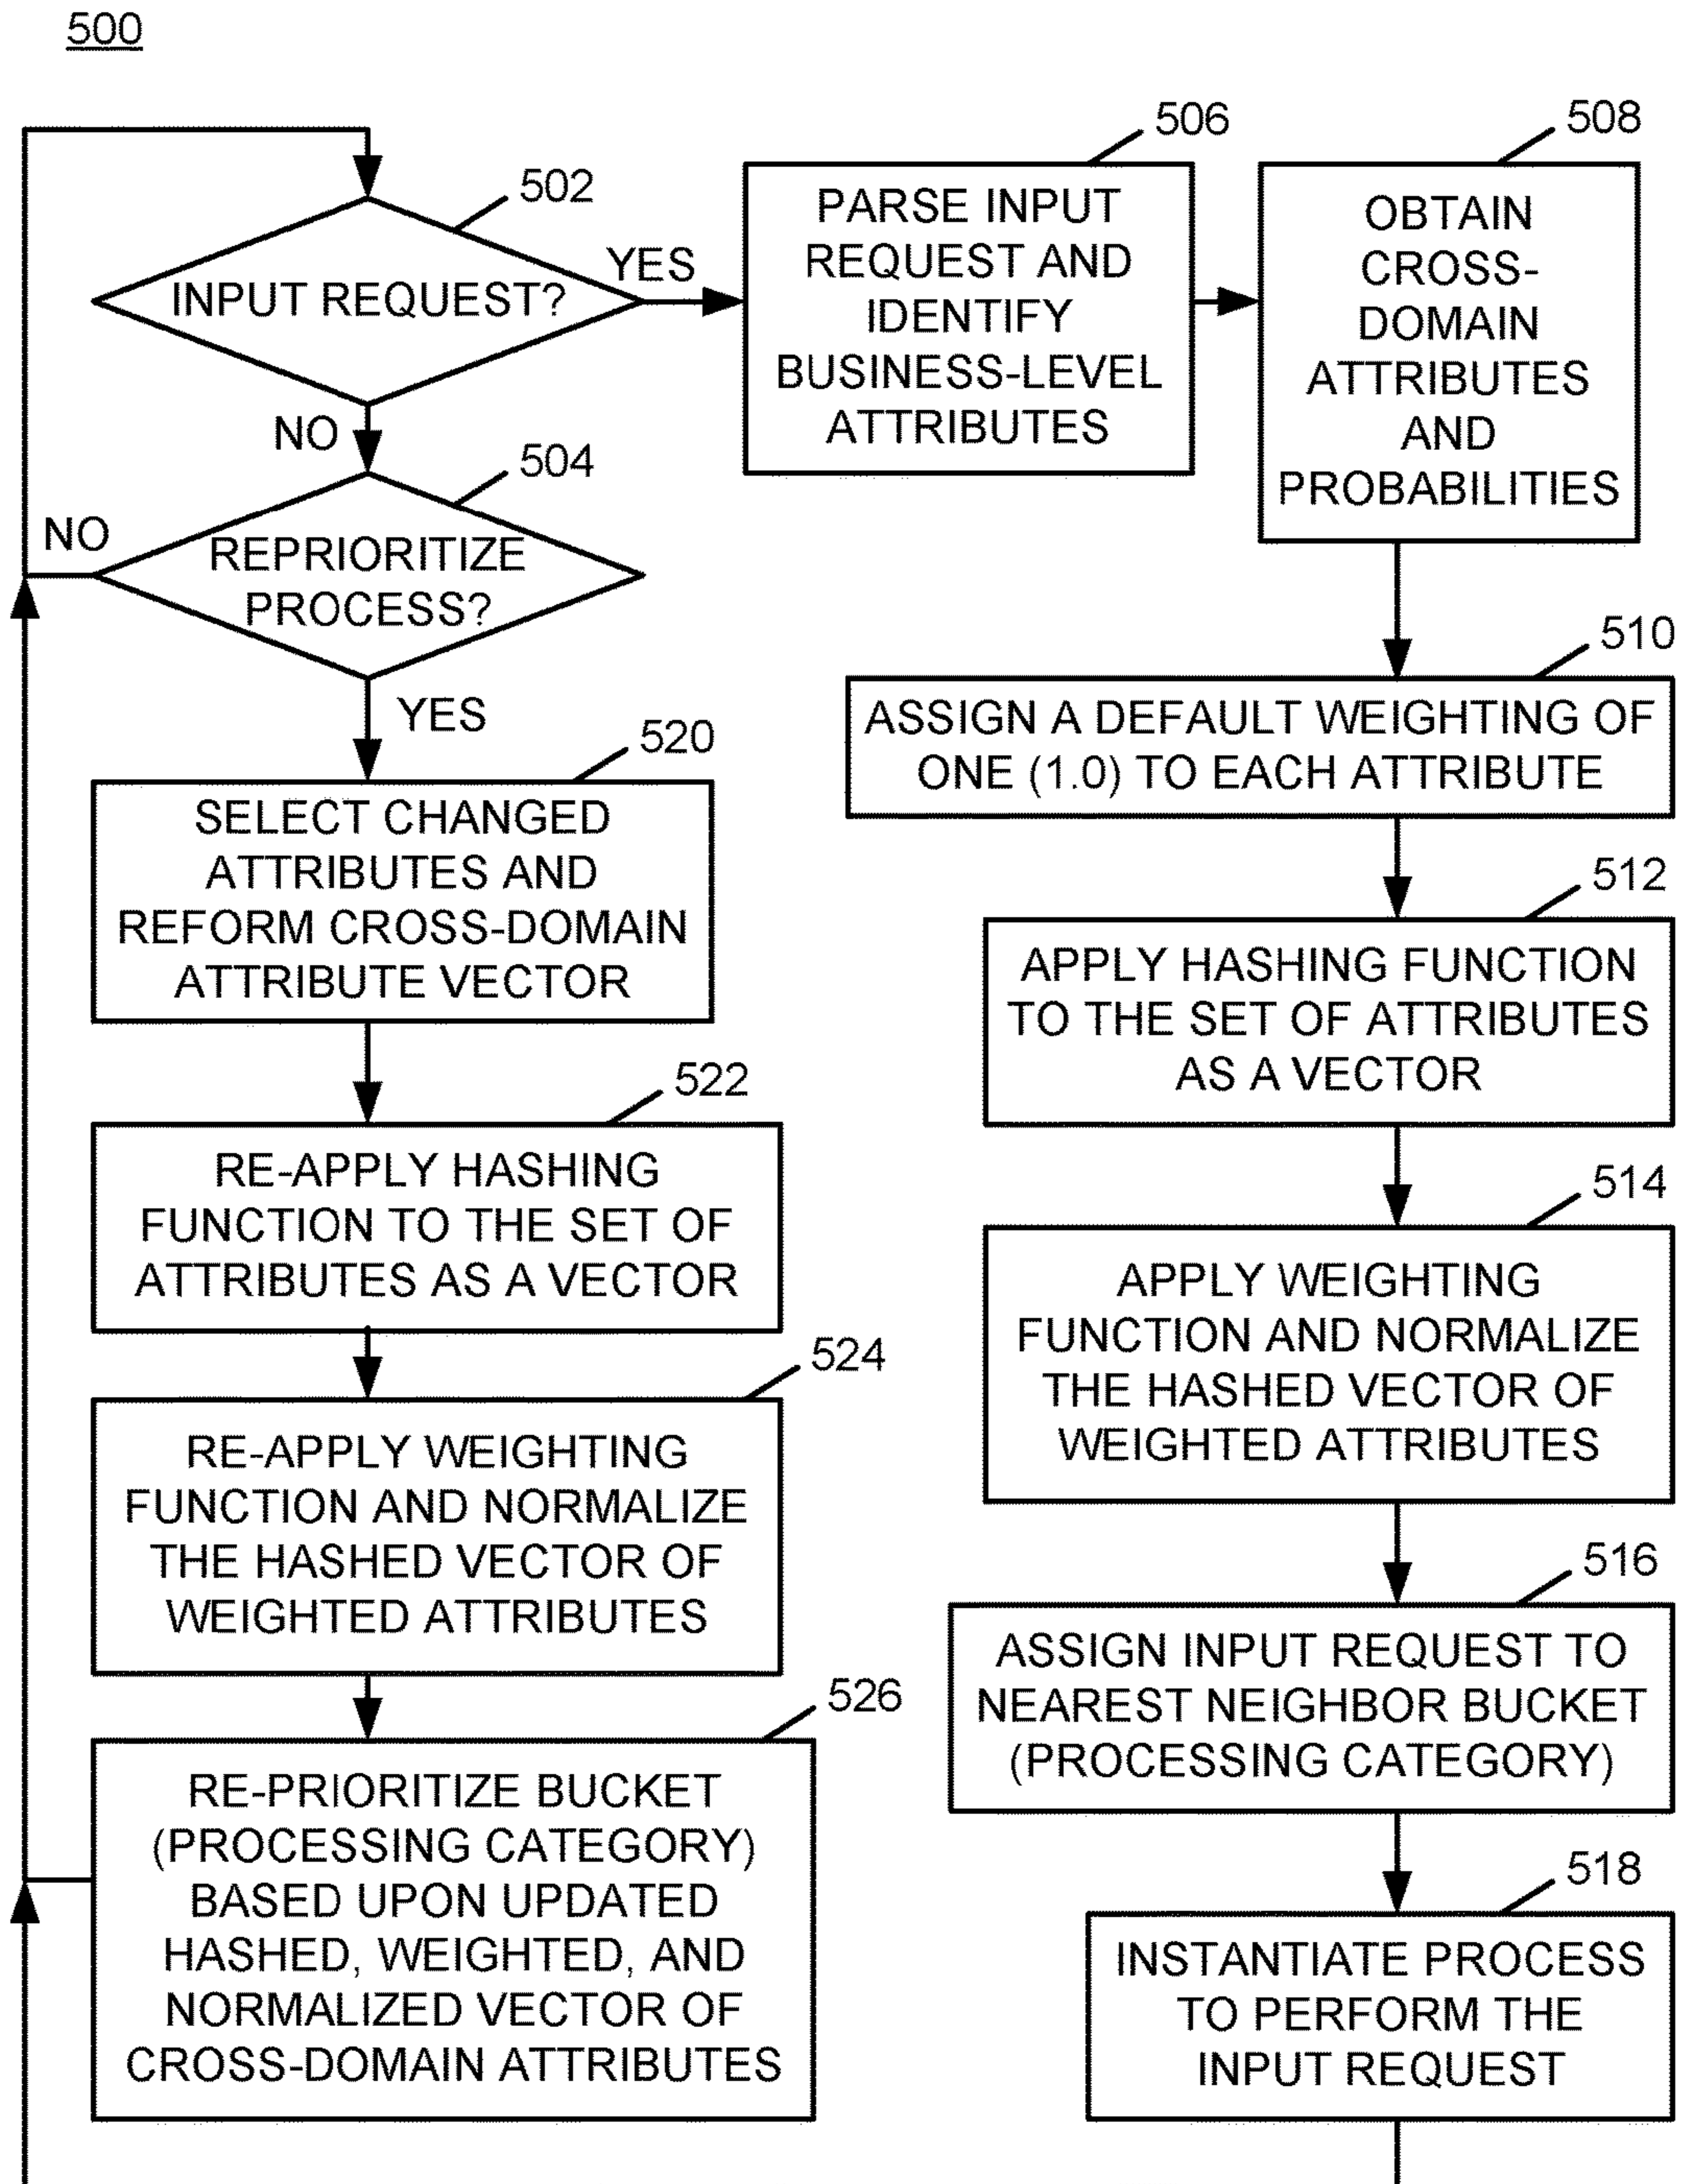 500
502
INPUT REQUEST?
YES
NO
504
REPRIORITIZE
PROCESS?
NO
YES
506
PARSE INPUT
REQUEST AND
IDENTIFY
BUSINESS-LEVEL
ATTRIBUTES
508
OBTAIN
CROSS-
DOMAIN
ATTRIBUTES
AND
PROBABILITIES
510
ASSIGN A DEFAULT WEIGHTING OF
ONE (1.0) TO EACH ATTRIBUTE
512
APPLY HASHING FUNCTION
TO THE SET OF ATTRIBUTES
AS A VECTOR
514
APPLY WEIGHTING
FUNCTION AND NORMALIZE
THE HASHED VECTOR OF
WEIGHTED ATTRIBUTES
516
ASSIGN INPUT REQUEST TO
NEAREST NEIGHBOR BUCKET
(PROCESSING CATEGORY)
518
INSTANTIATE PROCESS
TO PERFORM THE
INPUT REQUEST
520
SELECT CHANGED
ATTRIBUTES AND
REFORM CROSS-DOMAIN
ATTRIBUTE VECTOR
522
RE-APPLY HASHING
FUNCTION TO THE SET OF
ATTRIBUTES AS A VECTOR
524
RE-APPLY WEIGHTING
FUNCTION AND NORMALIZE
THE HASHED VECTOR OF
WEIGHTED ATTRIBUTES
526
RE-PRIORITIZE BUCKET
(PROCESSING CATEGORY)
BASED UPON UPDATED
HASHED, WEIGHTED, AND
NORMALIZED VECTOR OF
CROSS-DOMAIN ATTRIBUTES